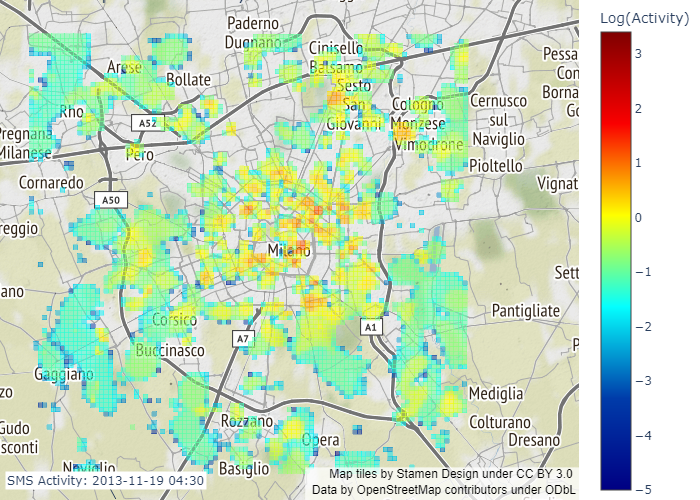 Paderno
Dugnano
Cinisello
Balsamo
Arese
Bollate
Sesto
San
Giovanni
Cologno
Monzese
Cernusco
sul
Naviglio
Pessa
Con
Borna
Go
Rho
A52
Pregnana
Milanese
Pero
Vimodrone
Pioltello
Cornaredo
Vignat
A50
reggio
Milano
Sett
ano
Pantigliate
Corsico
A7
A1
Buccinasco
P
Gaggiano
zo
Mediglia
Gudo
sconti
Rozzano
Opera
Colturano
Dresano
Naviglio
Basiglio
SMS Activity: 2013-11-19 04:30
Map tiles by Stamen Design under CC BY 3.0
Data by OpenStreetMap contributors under ODbL
Log(Activity)
3
2
1
0
−1
−2
−3
−4
−5